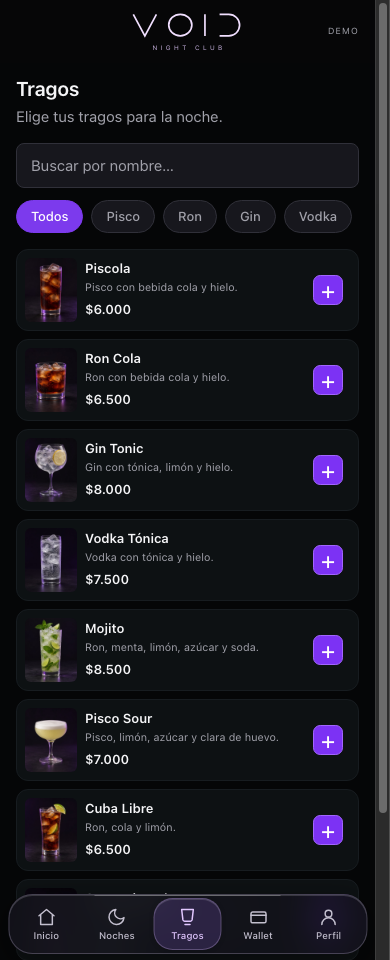 VOID
NIGHT CLUB
DEMO
Tragos
Elige tus tragos para la noche.
Buscar por nombre...
Todos
Pisco
Ron
Gin
Vodka
Piscola
Pisco con bebida cola y hielo.
$6.000
+
Ron Cola
Ron con bebida cola y hielo.
$6.500
+
Gin Tonic
Gin con tónica, limón y hielo.
$8.000
+
Vodka Tónica
Vodka con tónica y hielo.
$7.500
+
Mojito
Ron, menta, limón, azúcar y soda.
$8.500
+
Pisco Sour
Pisco, limón, azúcar y clara de huevo.
$7.000
+
Cuba Libre
Ron, cola y limón.
$6.500
+
Inicio
Noches
Tragos
Wallet
Perfil